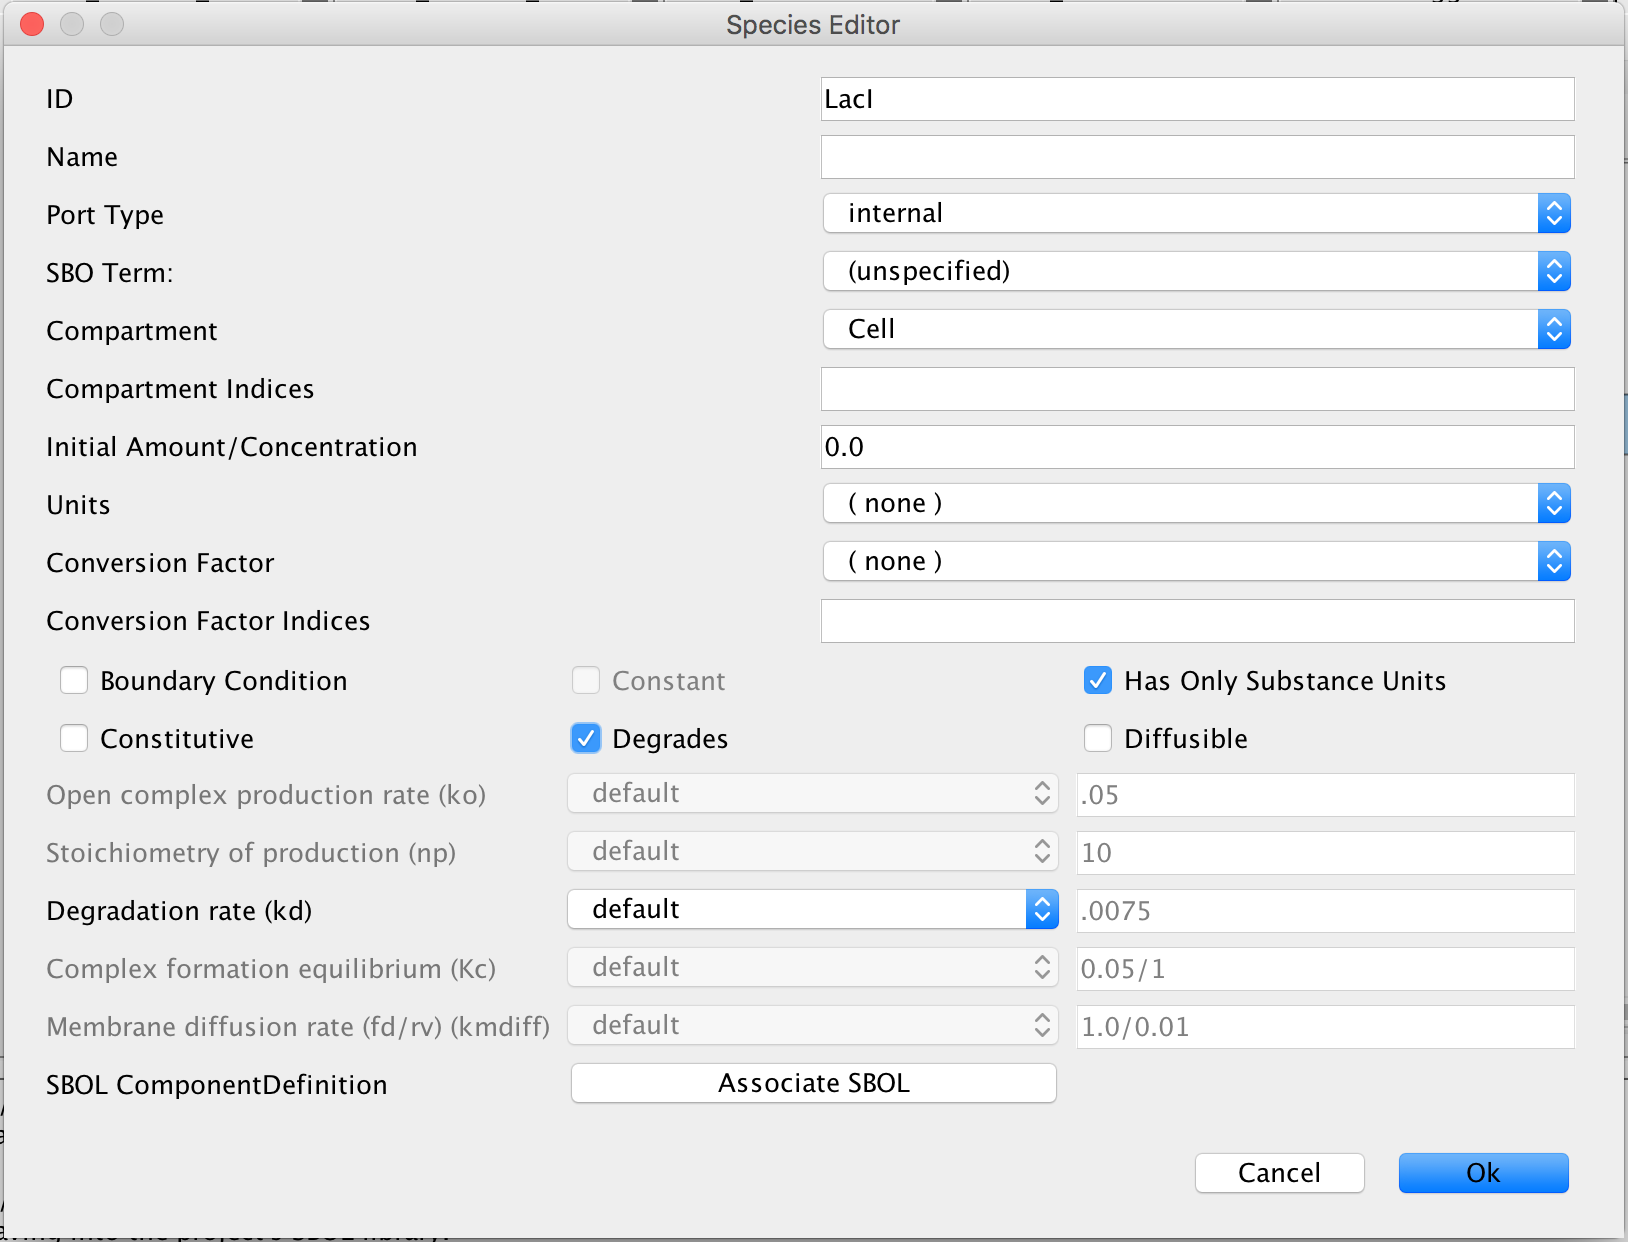 Species Editor
ID LacI
Name
Port Type internal
SBO Term: (unspecified)
Compartment Cell
Compartment Indices
Initial Amount/Concentration 0.0
Units ( none )
Conversion Factor ( none )
Conversion Factor Indices
Boundary Condition Constant Has Only Substance Units
Constitutive Degrades Diffusible
Open complex production rate (ko) default .05
Stoichiometry of production (np) default 10
Degradation rate (kd) default .0075
Complex formation equilibrium (Kc) default 0.05/1
Membrane diffusion rate (fd/rv) (kmdiff) default 1.0/0.01
SBOL ComponentDefinition Associate SBOL
Cancel Ok